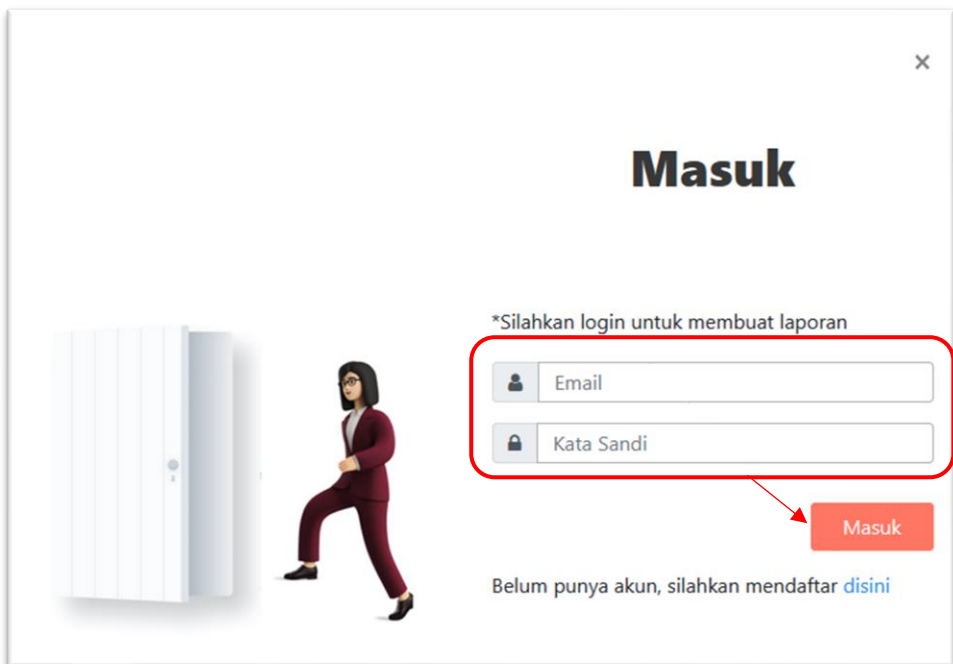 ×
Masuk
*Silahkan login untuk membuat laporan
Email
Kata Sandi
Masuk
Belum punya akun, silahkan mendaftar disini